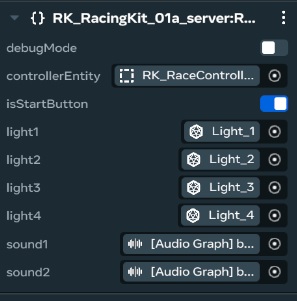 {} RK_RacingKit_01a_server:R...
debugMode
controllerEntity RK_RaceControll...
isStartButton
light1 Light_1
light2 Light_2
light3 Light_3
light4 Light_4
sound1 [Audio Graph] b...
sound2 [Audio Graph] b...